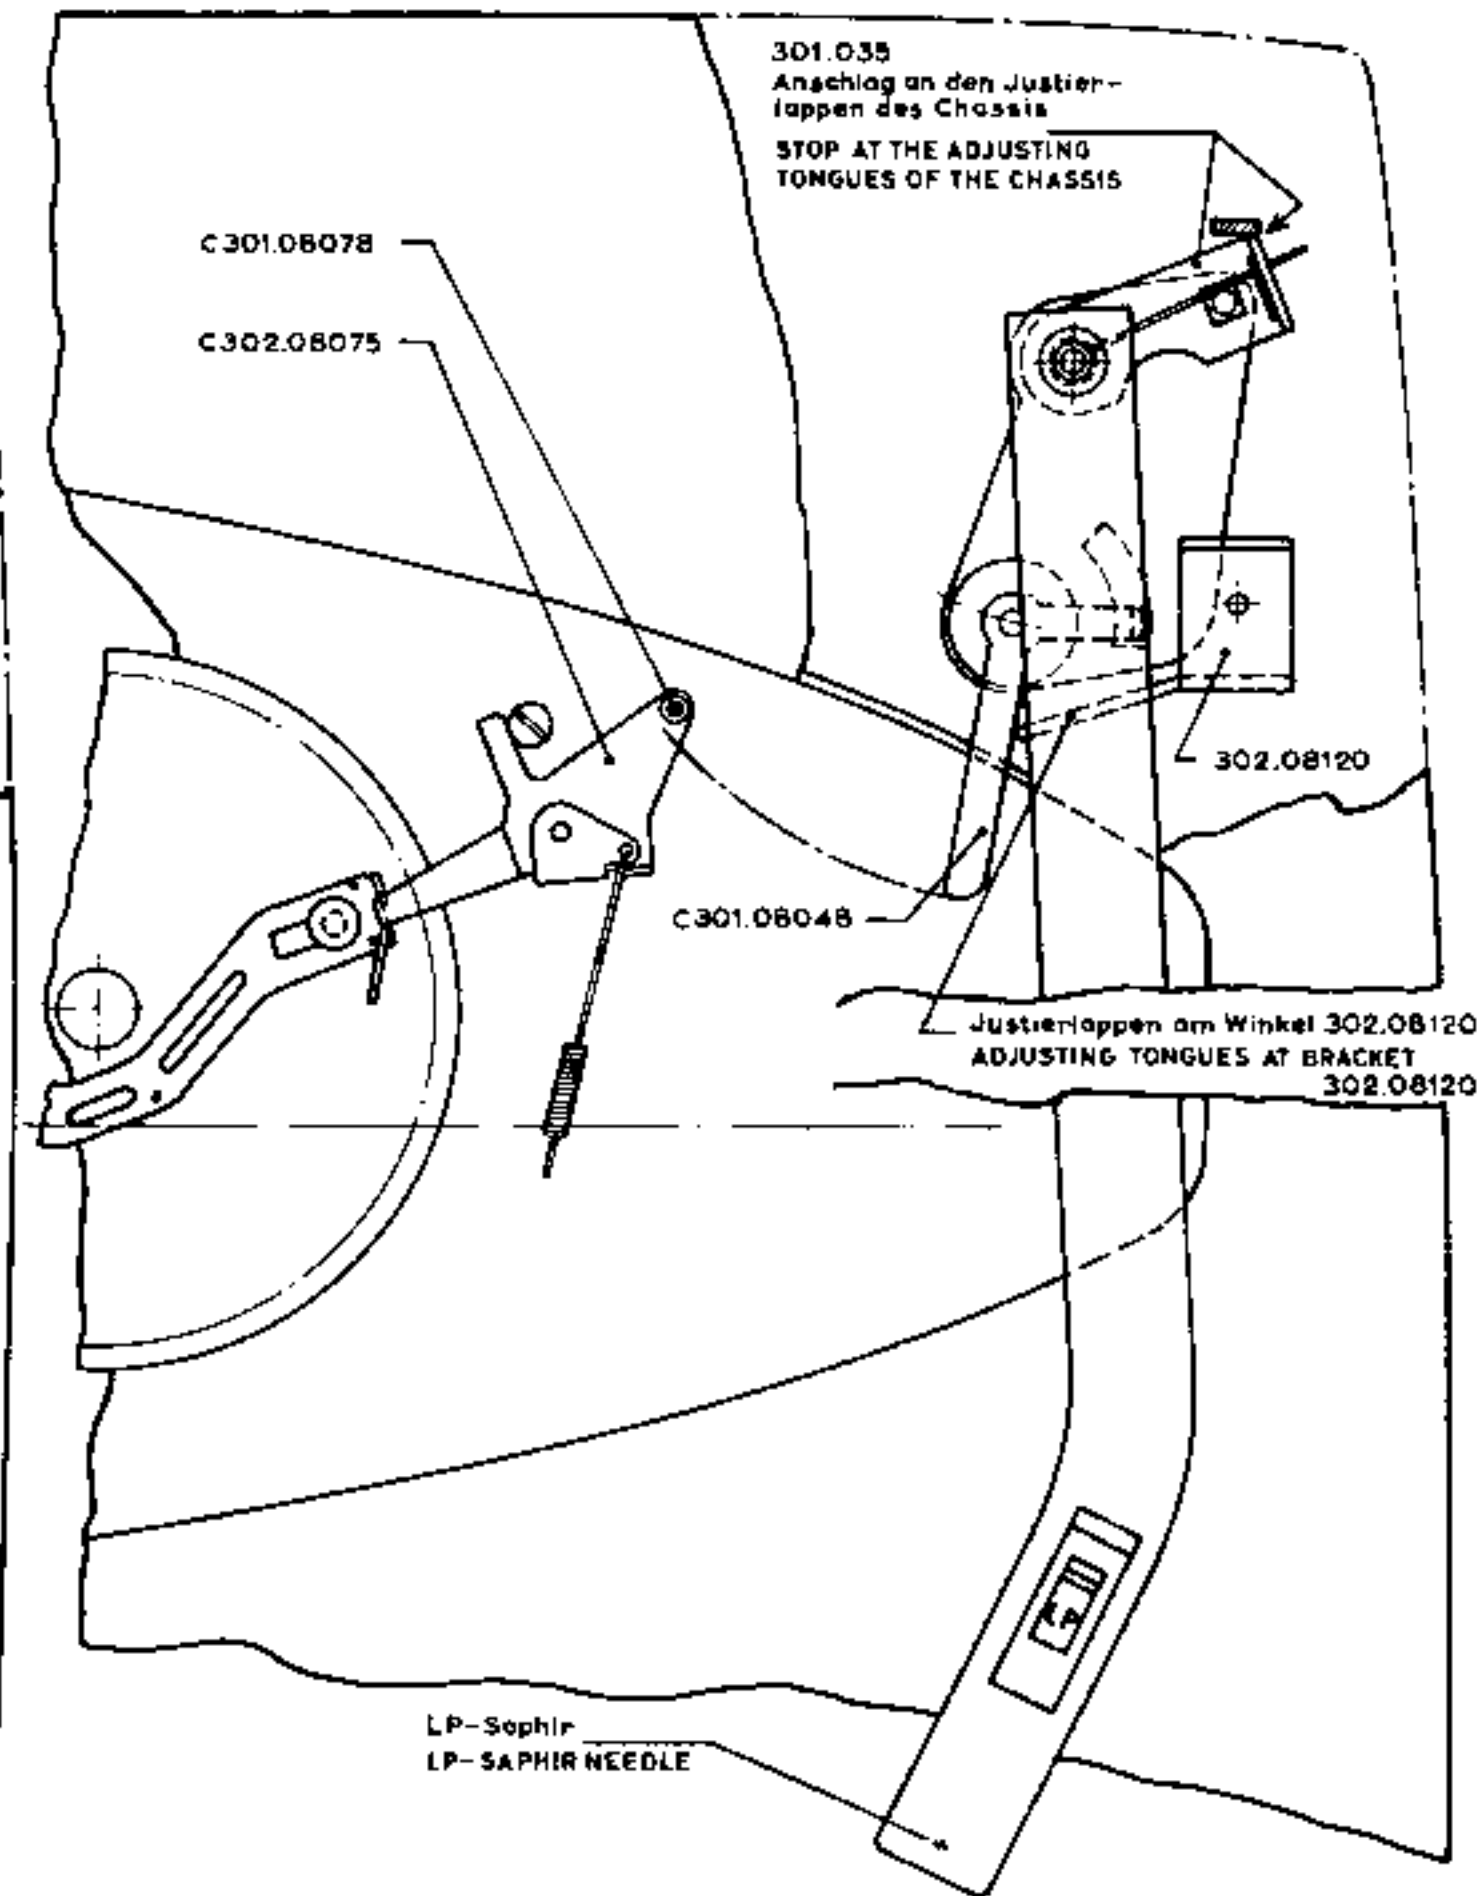 301.035
Anschlag an den Justier-
lappen des Chassis
STOP AT THE ADJUSTING
TONGUES OF THE CHASSIS
C301.08078
C302.08075
302.08120
C301.08048
Justierlappen am Winkel 302.08120
ADJUSTING TONGUES AT BRACKET
302.08120
LP-Saphir
LP-SAPHIR NEEDLE